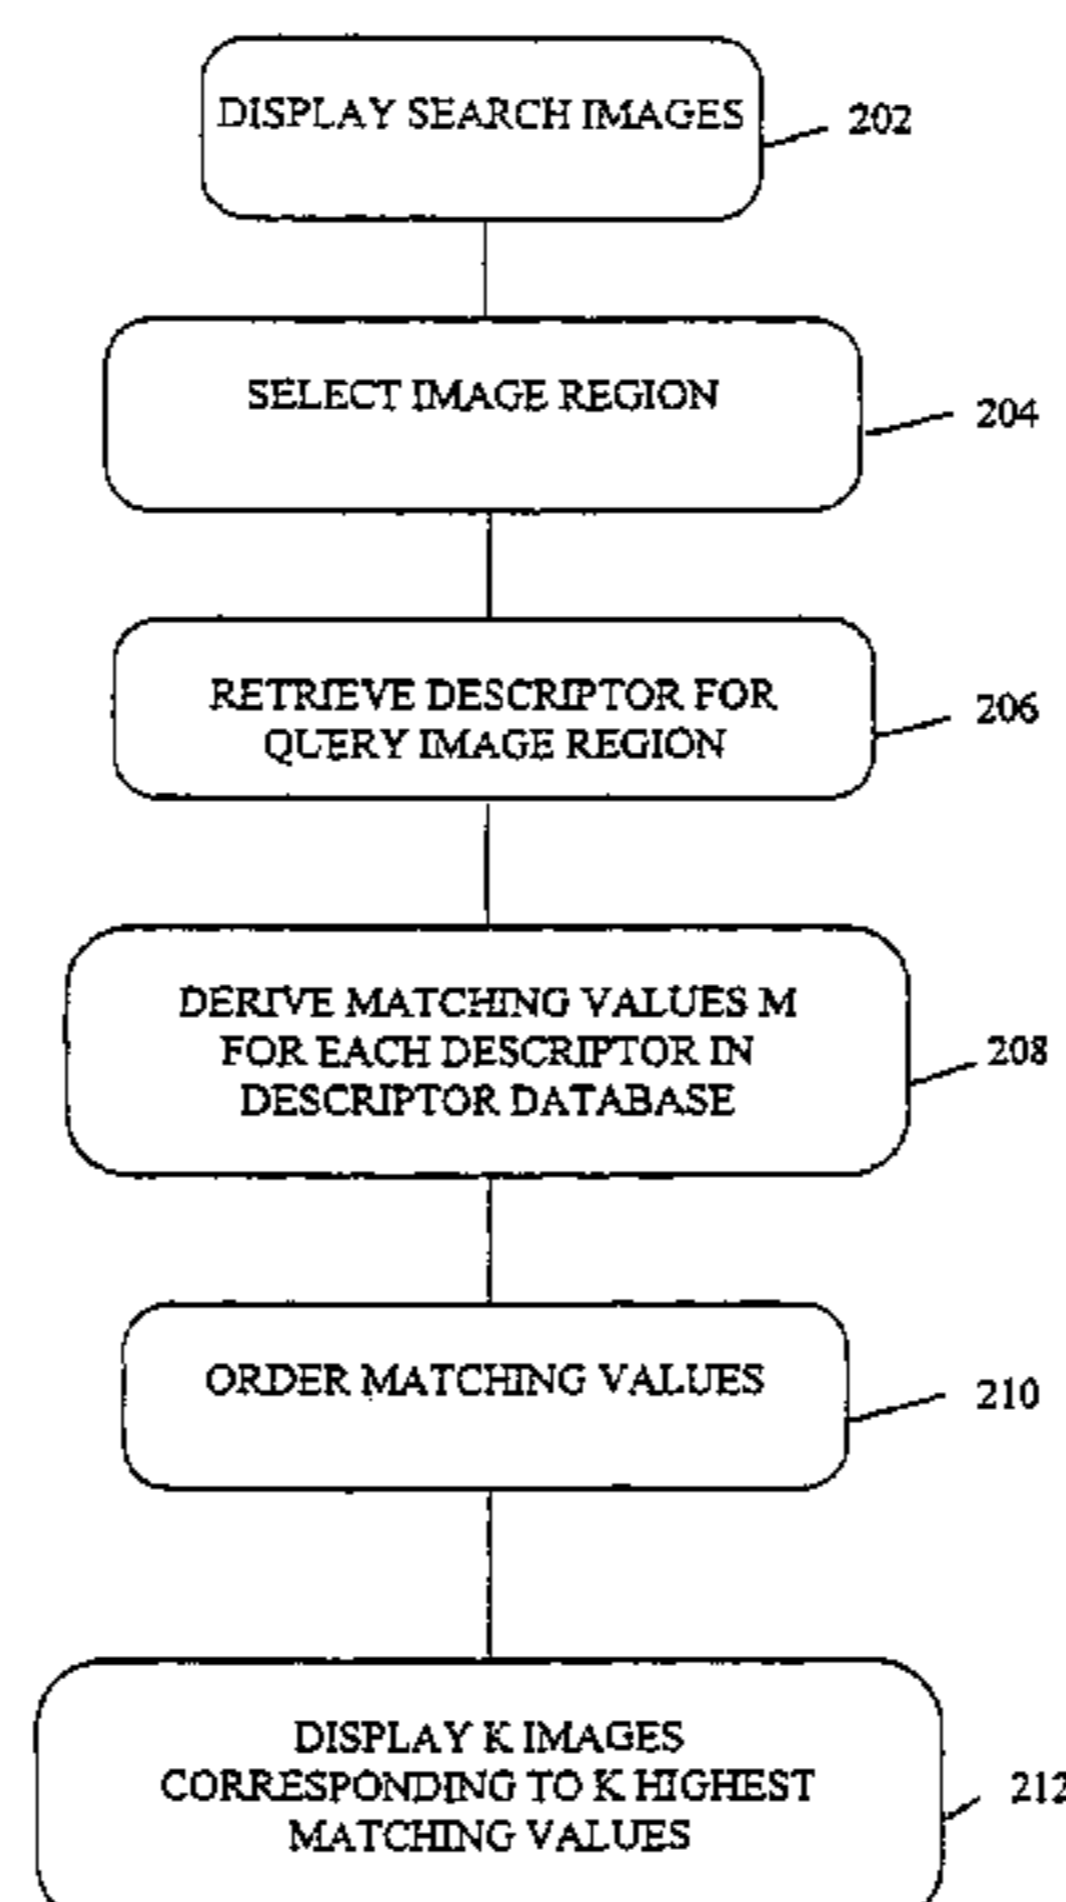 DISPLAY SEARCH IMAGES
202
SELECT IMAGE REGION
204
RETRIEVE DESCRIPTOR FOR
QUERY IMAGE REGION
206
DERIVE MATCHING VALUES M
FOR EACH DESCRIPTOR IN
DESCRIPTOR DATABASE
208
ORDER MATCHING VALUES
210
DISPLAY K IMAGES
CORRESPONDING TO K HIGHEST
MATCHING VALUES
212